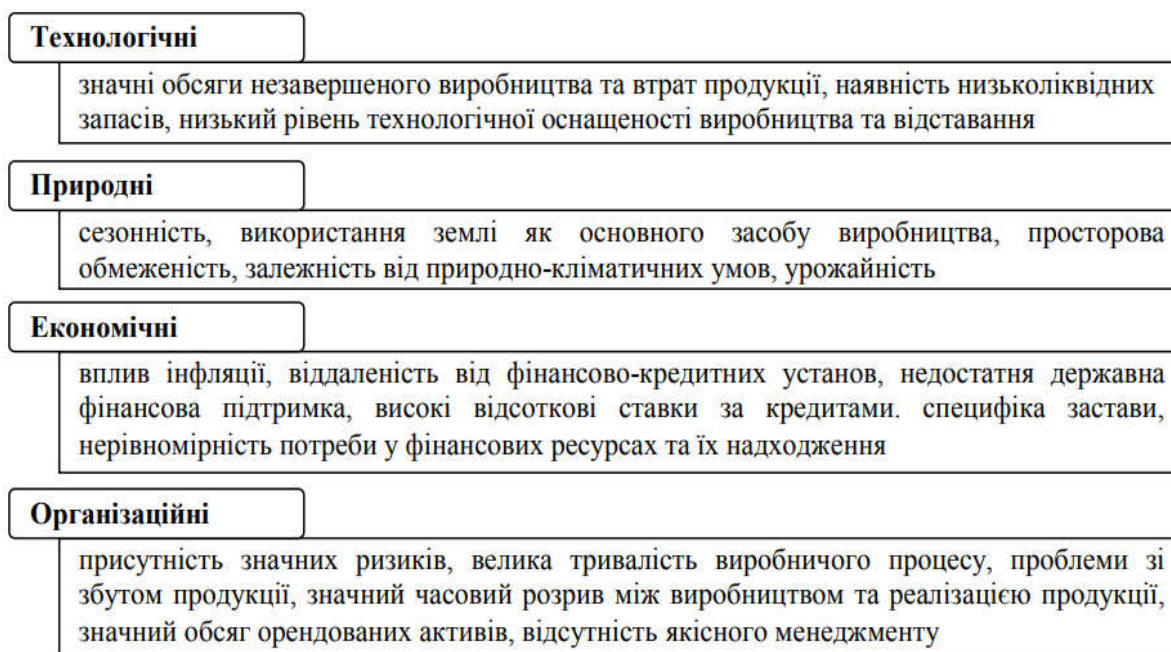 Технологічні
значні обсяги незавершеного виробництва та втрат продукції, наявність низьколіквідних
запасів, низький рівень технологічної оснащеності виробництва та відставання
Природні
сезонність, використання землі як основного засобу виробництва, просторова
обмеженість, залежність від природно-кліматичних умов, урожайність
Економічні
вплив інфляції, віддаленість від фінансово-кредитних установ, недостатня державна
фінансова підтримка, високі відсоткові ставки за кредитами. специфіка застави,
нерівномірність потреби у фінансових ресурсах та їх надходження
Організаційні
присутність значних ризиків, велика тривалість виробничого процесу, проблеми зі
збутом продукції, значний часовий розрив між виробництвом та реалізацією продукції,
значний обсяг орендованих активів, відсутність якісного менеджменту